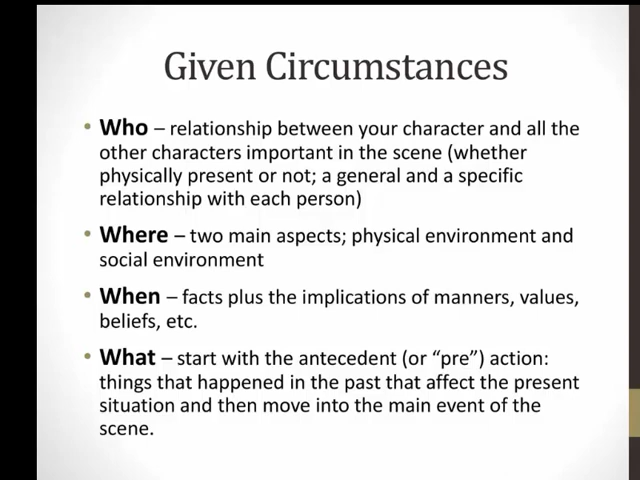 Given Circumstances
• Who – relationship between your character and all the
other characters important in the scene (whether
physically present or not; a general and a specific
relationship with each person)
• Where – two main aspects; physical environment and
social environment
• When – facts plus the implications of manners, values,
beliefs, etc.
• What – start with the antecedent (or “pre”) action:
things that happened in the past that affect the present
situation and then move into the main event of the
scene.